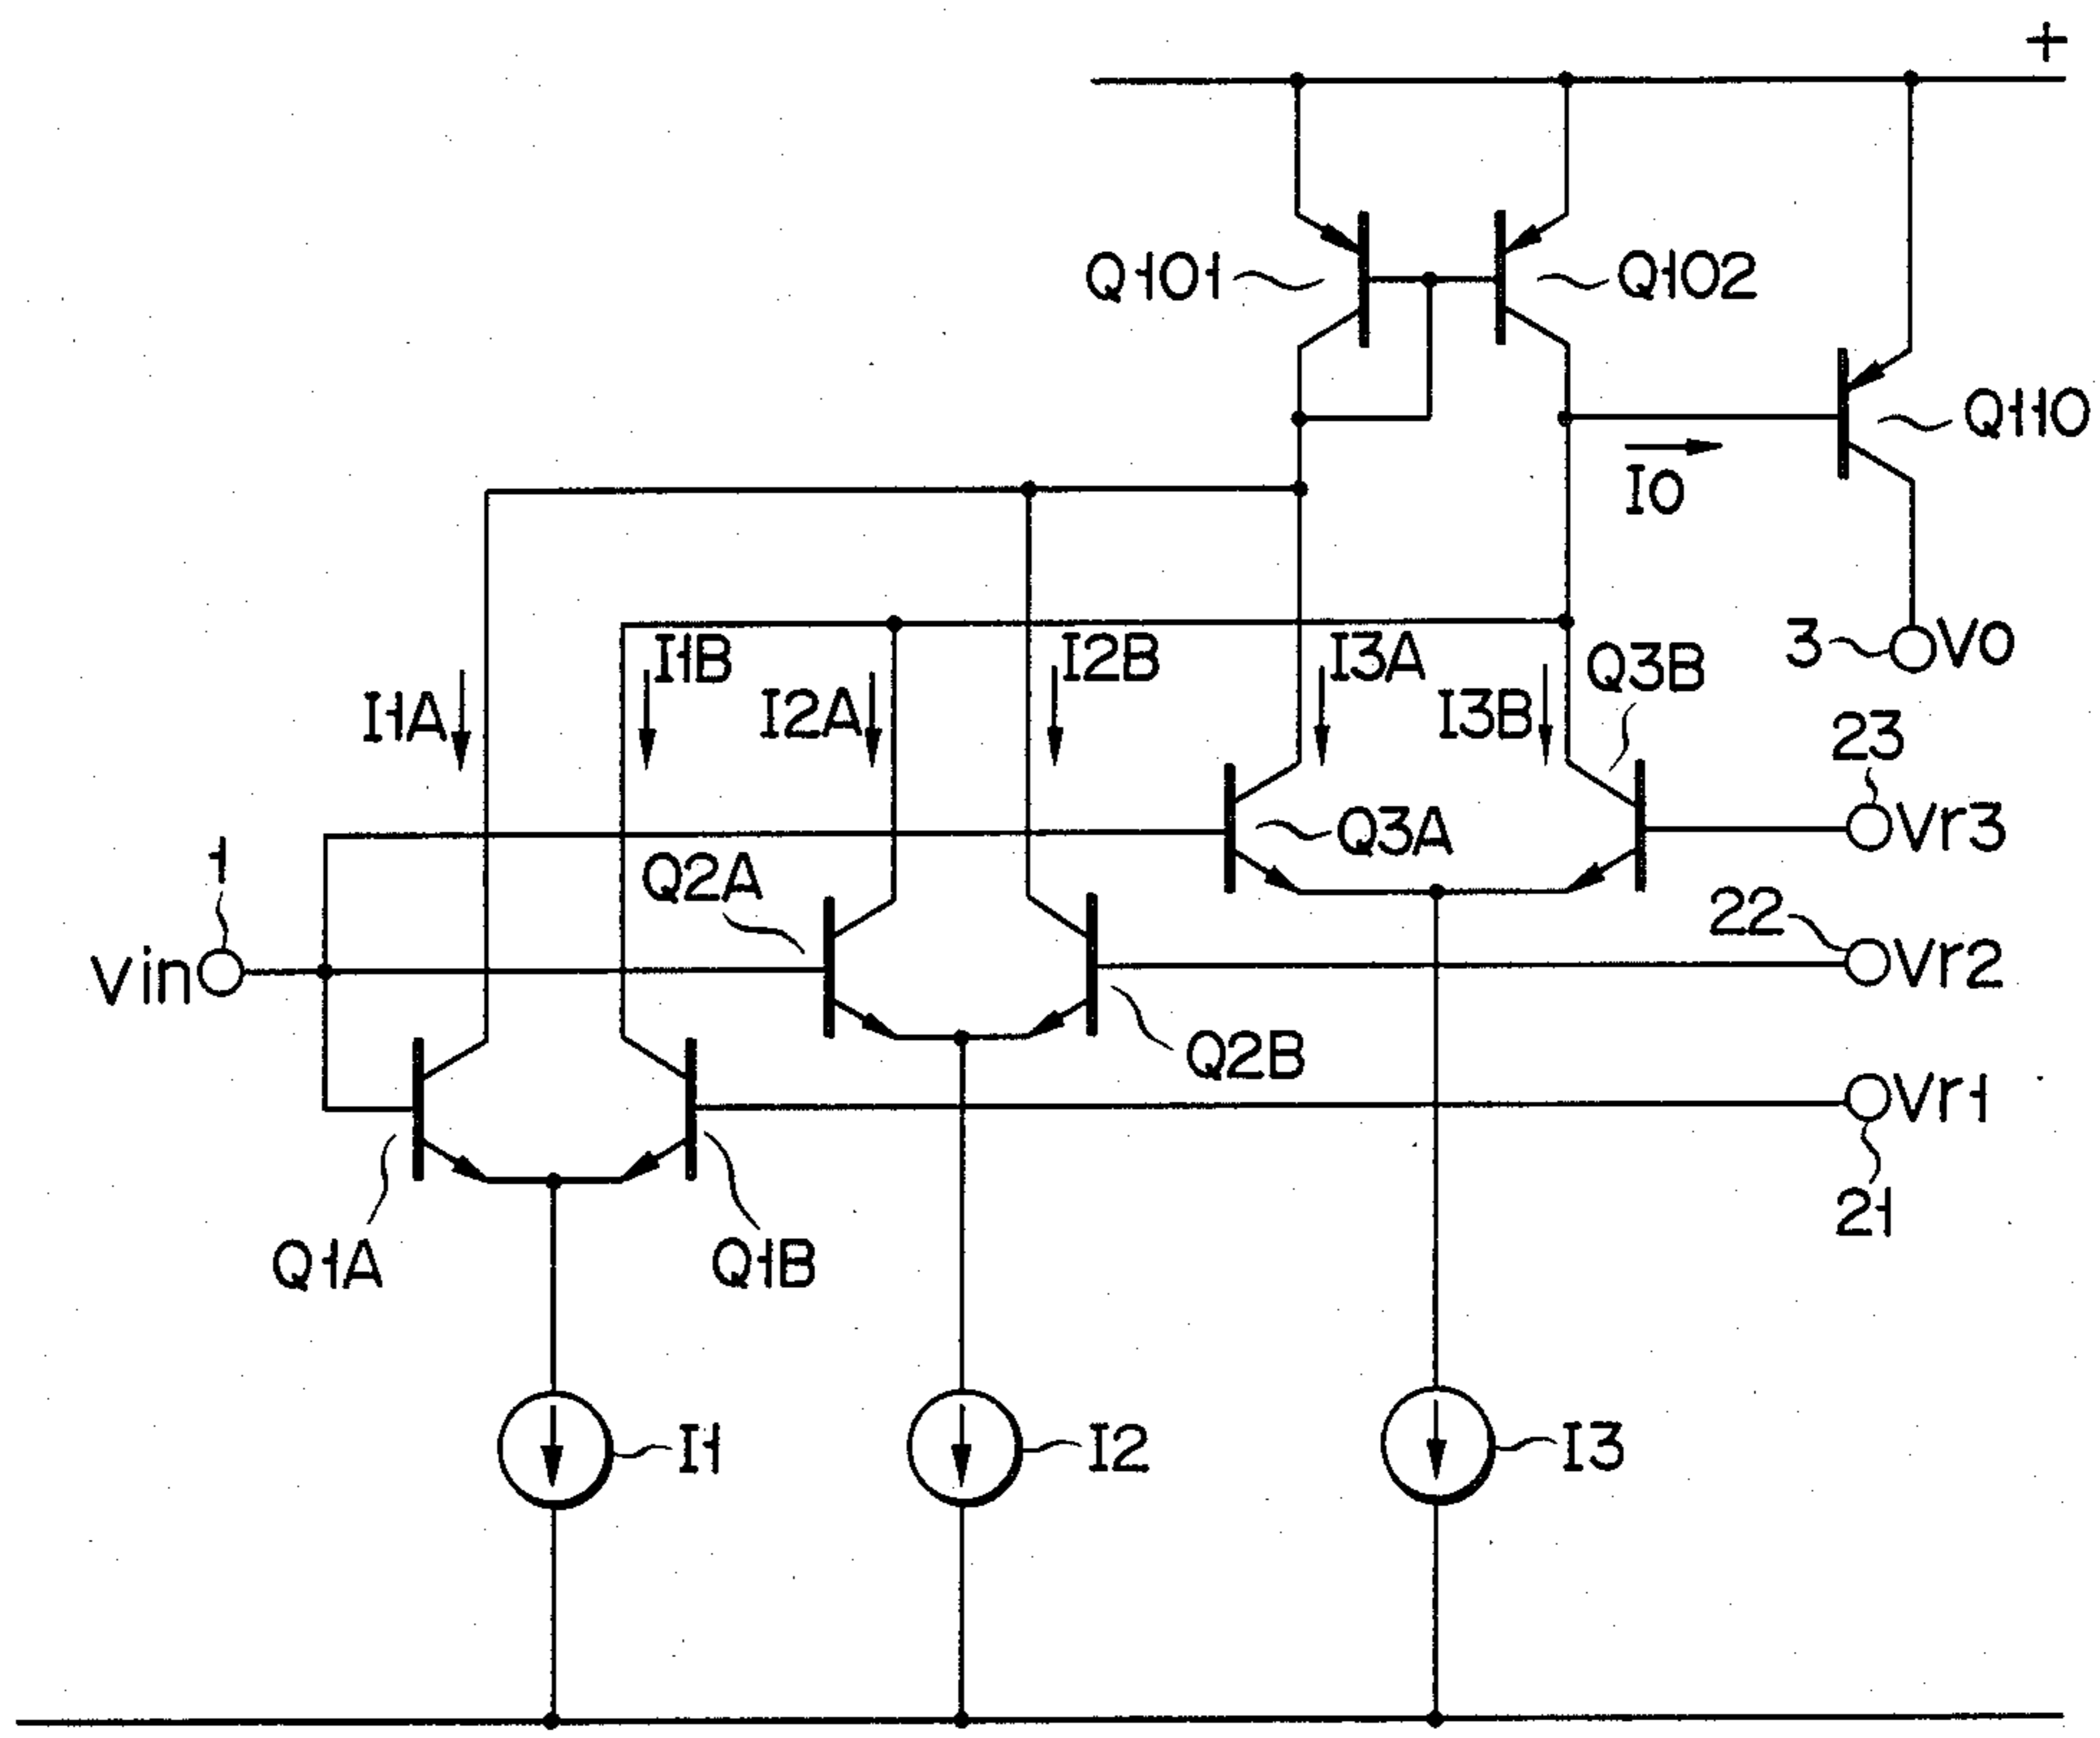 +
Q101
Q102
Q110
I0
I1A
I1B
I2A
I2B
I3A
I3B
Q3B
3
V0
23
Vr3
Q3A
Q2A
1
Vin
22
Vr2
Q2B
Vr1
21
Q1A
Q1B
I1
I2
I3